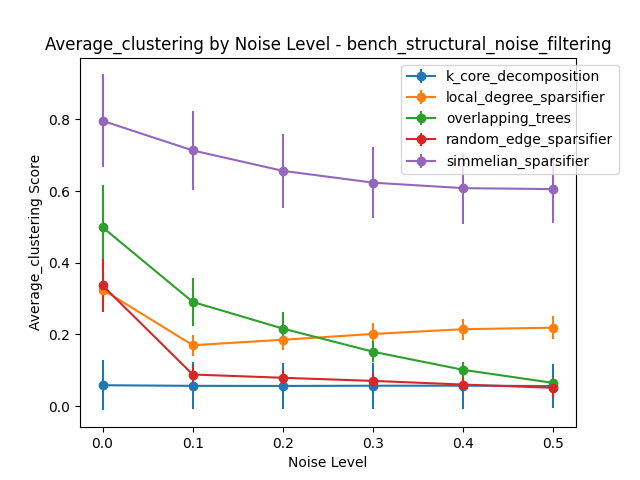 Average_clustering by Noise Level - bench_structural_noise_filtering
k_core_decomposition
local_degree_sparsifier
overlapping_trees
random_edge_sparsifier
simmelian_sparsifier
Average_clustering Score
0.8
0.6
0.4
0.2
0.0
0.0 0.1 0.2 0.3 0.4 0.5
Noise Level